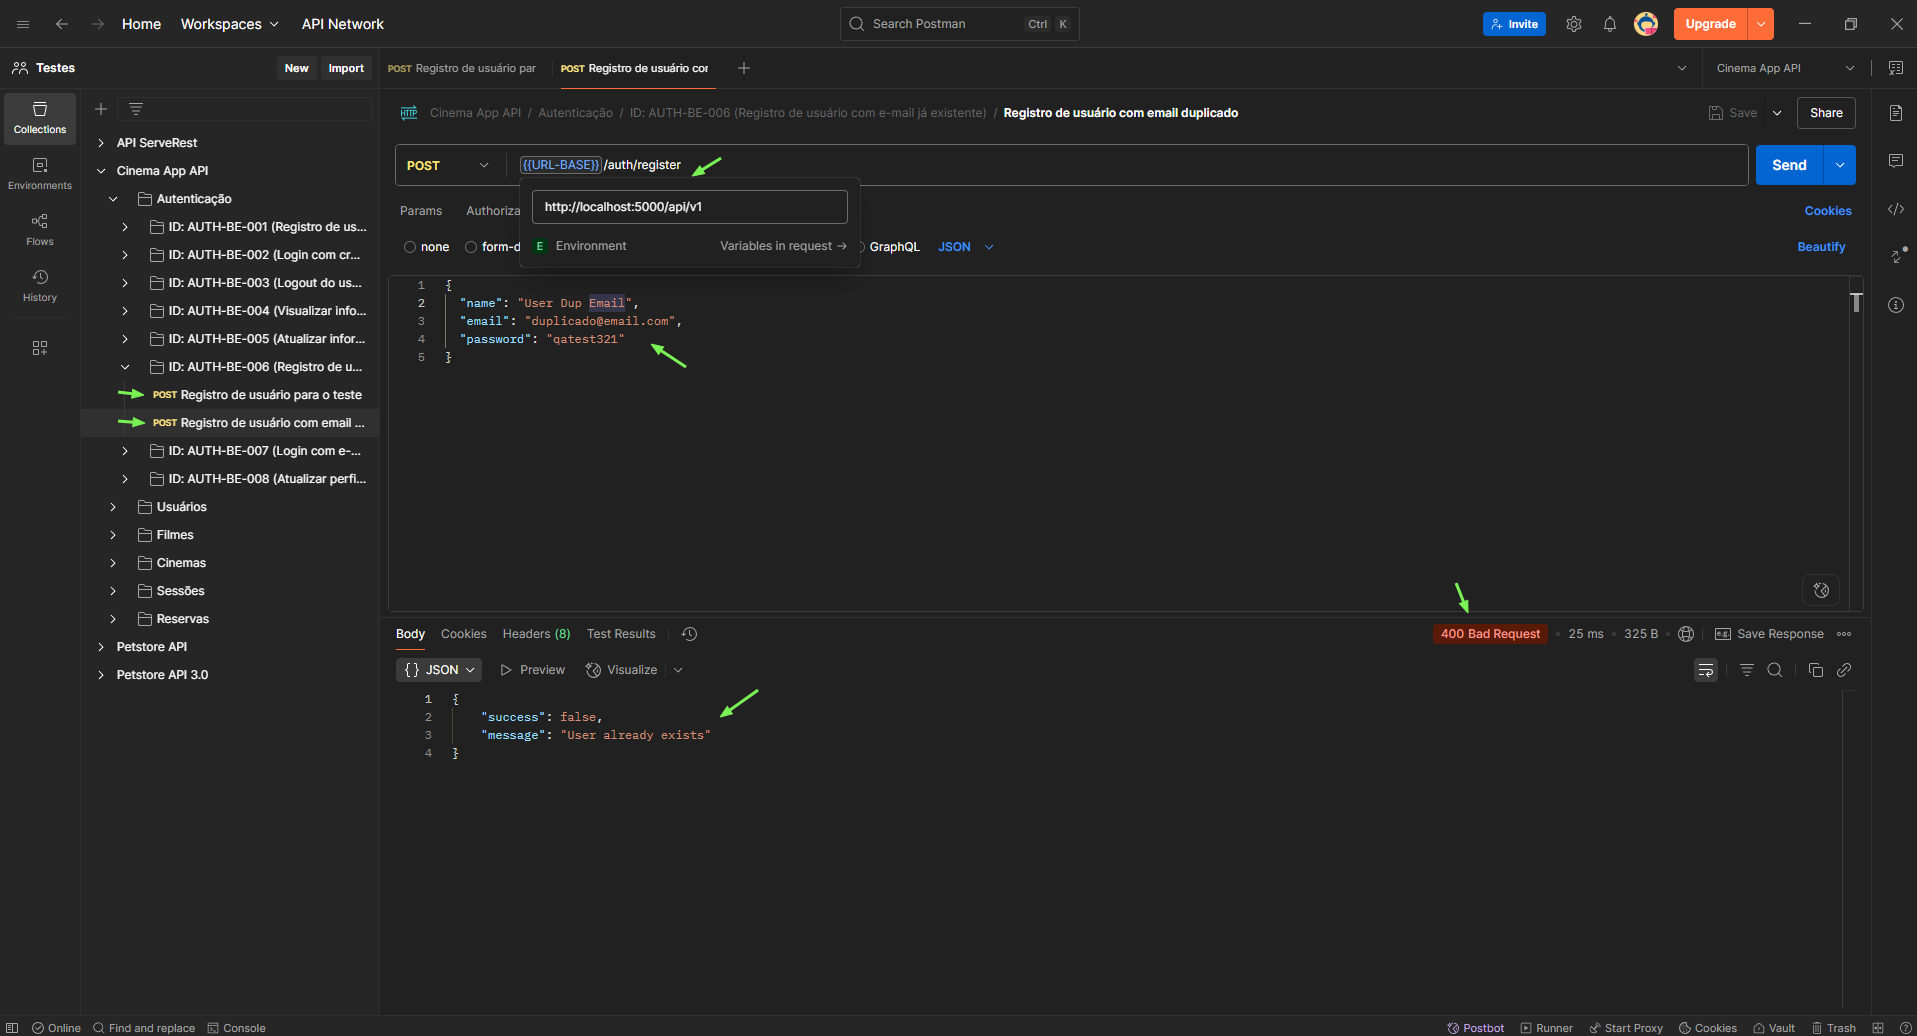 Home Workspaces API Network Search Postman Ctrl K Invite Upgrade
Testes New Import POST Registro de usuário par POST Registro de usuário cor Cinema App API
Collections
Environments
Flows
History
API ServeRest
Cinema App API
Autenticação
ID: AUTH-BE-001 (Registro de us...
ID: AUTH-BE-002 (Login com cr...
ID: AUTH-BE-003 (Logout do us...
ID: AUTH-BE-004 (Visualizar info...
ID: AUTH-BE-005 (Atualizar infor...
ID: AUTH-BE-006 (Registro de u...
POST Registro de usuário para o teste
POST Registro de usuário com email ...
ID: AUTH-BE-007 (Login com e-...
ID: AUTH-BE-008 (Atualizar perfi...
Usuários
Filmes
Cinemas
Sessões
Reservas
Petstore API
Petstore API 3.0
HTTP Cinema App API / Autenticação / ID: AUTH-BE-006 (Registro de usuário com e-mail já existente) / Registro de usuário com email duplicado Save Share
POST {{URL-BASE}}/auth/register Send
Params Authoriza Cookies
http://localhost:5000/api/v1
E Environment Variables in request →
none form-d GraphQL JSON Beautify
1 {
2 "name": "User Dup Email",
3 "email": "duplicado@email.com",
4 "password": "qatest321"
5 }
Body Cookies Headers (8) Test Results 400 Bad Request • 25 ms • 325 B e.g. Save Response
{} JSON Preview Visualize
1 {
2 "success": false,
3 "message": "User already exists"
4 }
Online Find and replace Console Postbot Runner Start Proxy Cookies Vault Trash